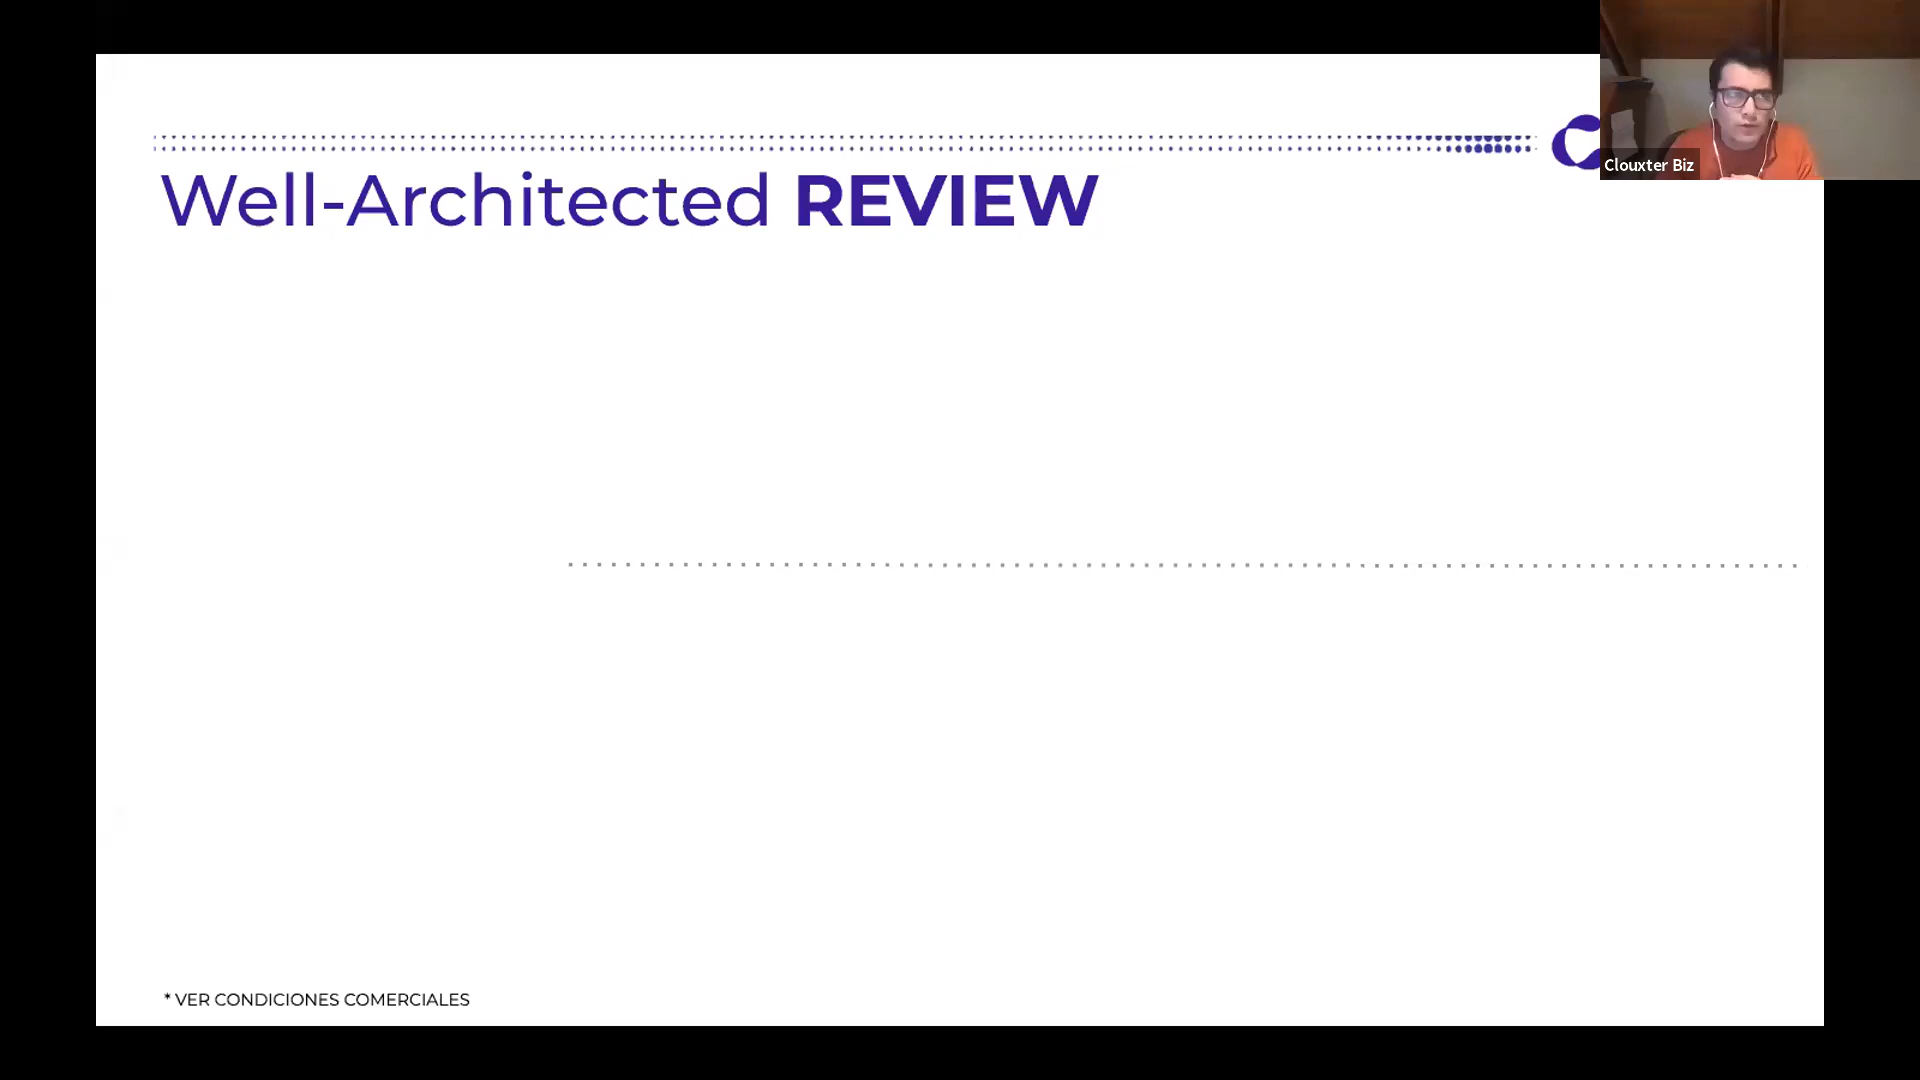 Well-Architected REVIEW
Clouxter Biz
* VER CONDICIONES COMERCIALES